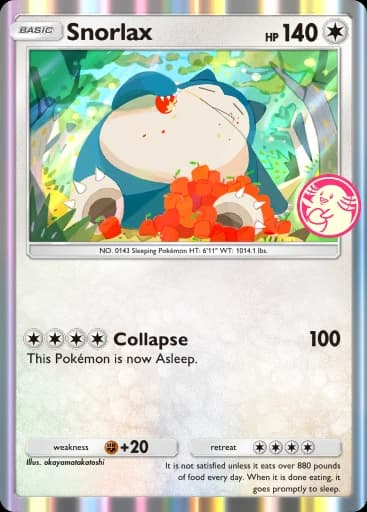 BASIC Snorlax HP 140
NO. 0143 Sleeping Pokémon HT: 6'11" WT: 1014.1 lbs.
Collapse 100
This Pokémon is now Asleep.
weakness +20 retreat
Illus. okayamatakatoshi
It is not satisfied unless it eats over 880 pounds
of food every day. When it is done eating, it
goes promptly to sleep.